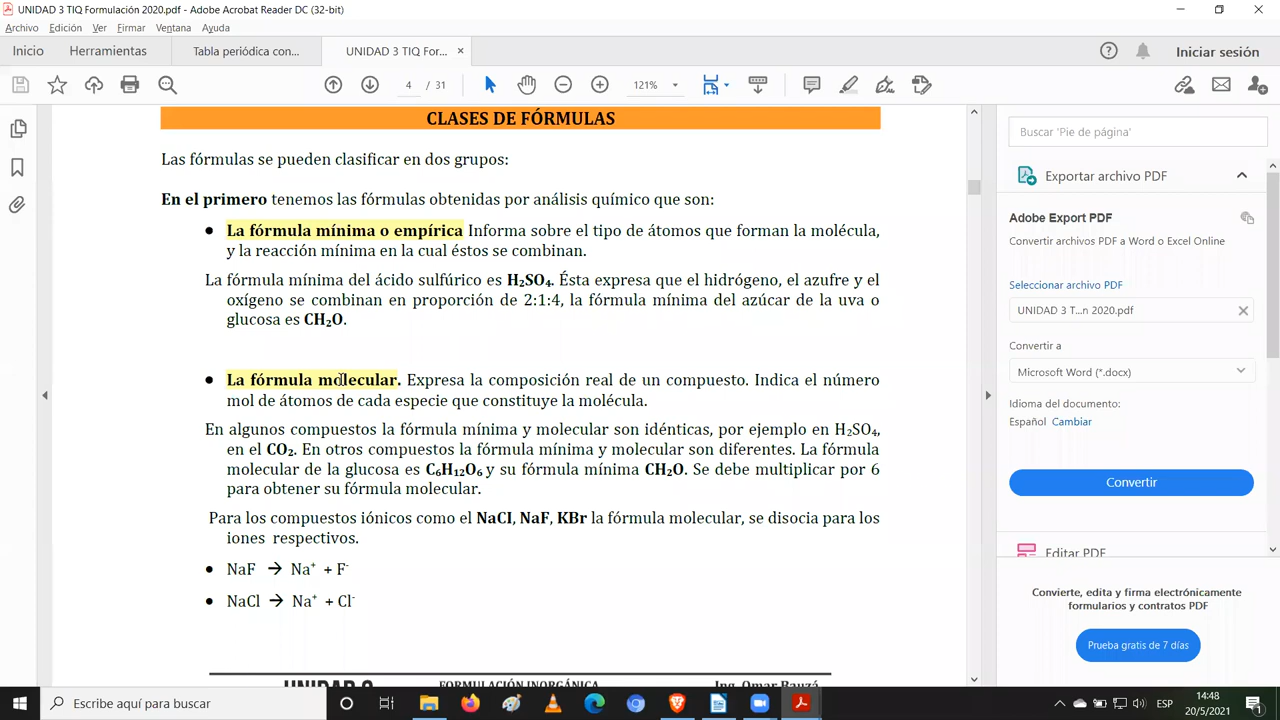 UNIDAD 3 TIQ Formulación 2020.pdf - Adobe Acrobat Reader DC (32-bit)
Archivo Edición Ver Firmar Ventana Ayuda
Inicio Herramientas Tabla periódica con... UNIDAD 3 TIQ For... × Iniciar sesión
4 / 31 121%
CLASES DE FÓRMULAS
Las fórmulas se pueden clasificar en dos grupos:
En el primero tenemos las fórmulas obtenidas por análisis químico que son:
● La fórmula mínima o empírica Informa sobre el tipo de átomos que forman la molécula,
y la reacción mínima en la cual éstos se combinan.
La fórmula mínima del ácido sulfúrico es H₂SO₄. Ésta expresa que el hidrógeno, el azufre y el
oxígeno se combinan en proporción de 2:1:4, la fórmula mínima del azúcar de la uva o
glucosa es CH₂O.
● La fórmula molecular. Expresa la composición real de un compuesto. Indica el número
mol de átomos de cada especie que constituye la molécula.
En algunos compuestos la fórmula mínima y molecular son idénticas, por ejemplo en H₂SO₄,
en el CO₂. En otros compuestos la fórmula mínima y molecular son diferentes. La fórmula
molecular de la glucosa es C₆H₁₂O₆ y su fórmula mínima CH₂O. Se debe multiplicar por 6
para obtener su fórmula molecular.
Para los compuestos iónicos como el NaCI, NaF, KBr la fórmula molecular, se disocia para los
iones respectivos.
● NaF → Na⁺ + F⁻
● NaCl → Na⁺ + Cl⁻
FORMULACIÓN INORGÁNICA Ing. Omar Bauzá
Buscar 'Pie de página'
Exportar archivo PDF
Adobe Export PDF
Convertir archivos PDF a Word o Excel Online
Seleccionar archivo PDF
UNIDAD 3 T...n 2020.pdf
Convertir a
Microsoft Word (*.docx)
Idioma del documento:
Español Cambiar
Convertir
Editar PDF
Convierte, edita y firma electrónicamente
formularios y contratos PDF
Prueba gratis de 7 días
Escribe aquí para buscar
ESP
14:48
20/5/2021
1